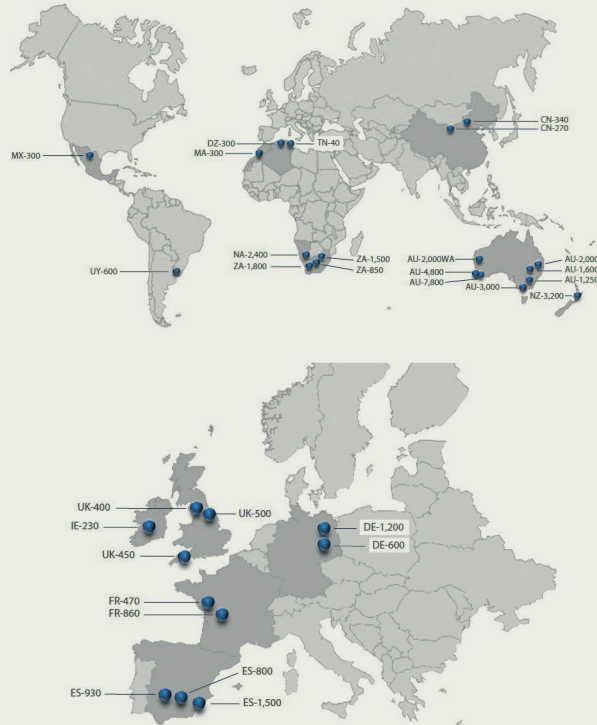 CN-340
CN-270
DZ-300
TN-40
MX-300
MA-300
NA-2,400
ZA-1,500
ZA-1,800
ZA-850
UY-600
AU-2,000WA
AU-2,000
AU-4,800
AU-1,600
AU-7,800
AU-1,250
AU-3,000
NZ-3,200
UK-400
UK-500
IE-230
DE-1,200
DE-600
UK-450
FR-470
FR-860
ES-800
ES-930
ES-1,500